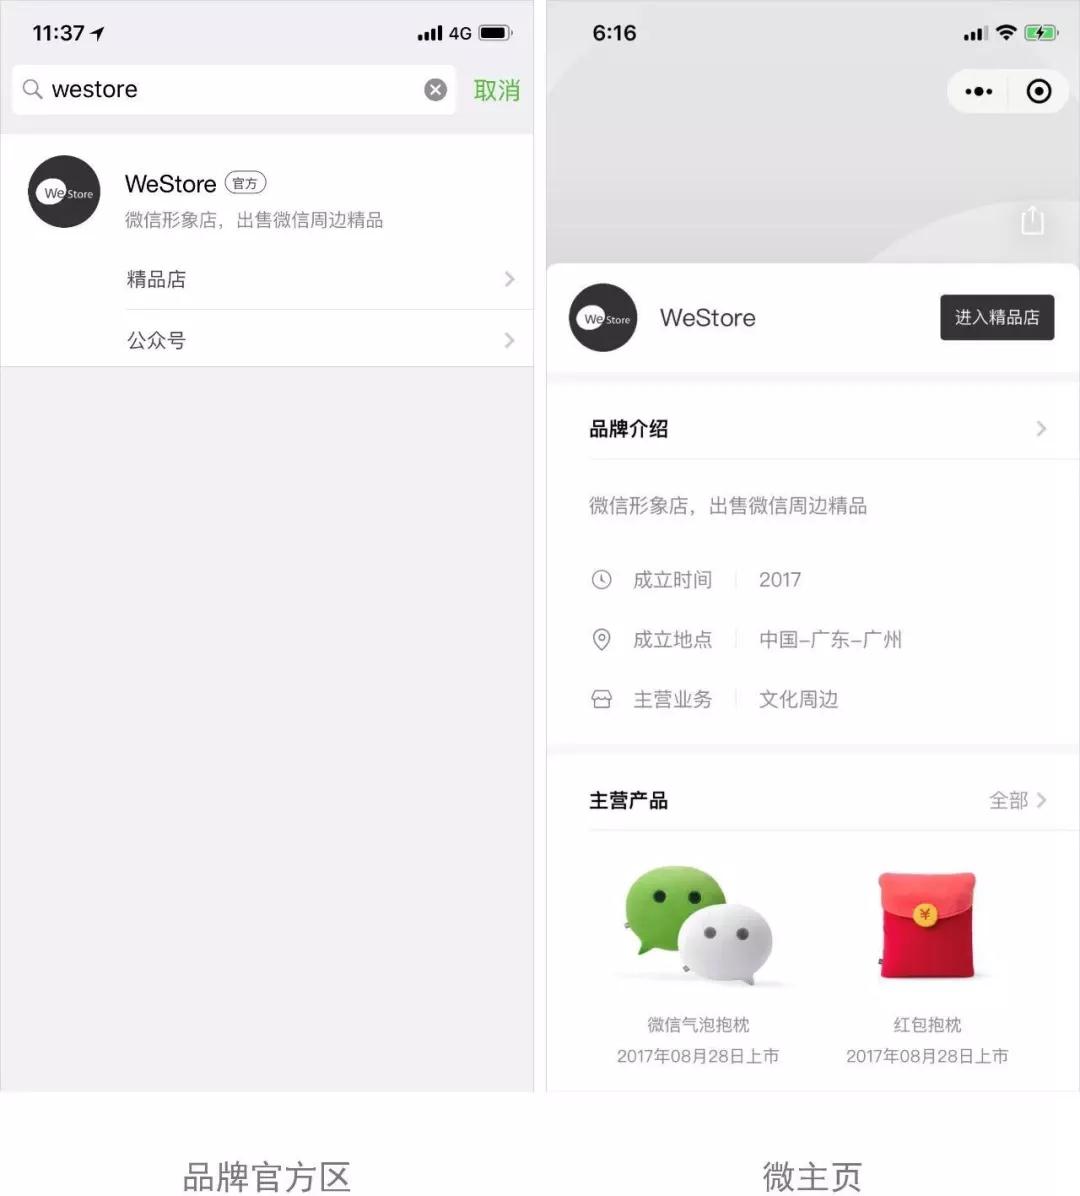 11:37
4G
westore
取消
We Store
WeStore 官方
微信形象店，出售微信周边精品
精品店
公众号
品牌官方区
6:16
We Store
WeStore
进入精品店
品牌介绍
微信形象店，出售微信周边精品
成立时间 2017
成立地点 中国-广东-广州
主营业务 文化周边
主营产品 全部
¥
微信气泡抱枕
2017年08月28日上市
红包抱枕
2017年08月28日上市
微主页